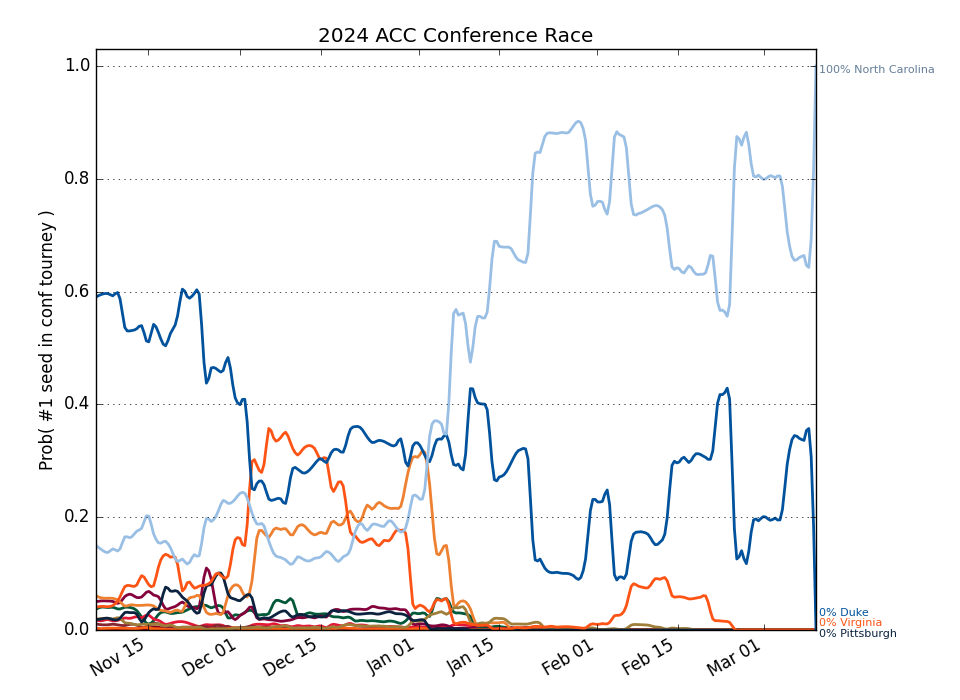 2024 ACC Conference Race
Prob( #1 seed in conf tourney )
1.0
0.8
0.6
0.4
0.2
0.0
Nov 15
Dec 01
Dec 15
Jan 01
Jan 15
Feb 01
Feb 15
Mar 01
100% North Carolina
0% Duke
0% Virginia
0% Pittsburgh